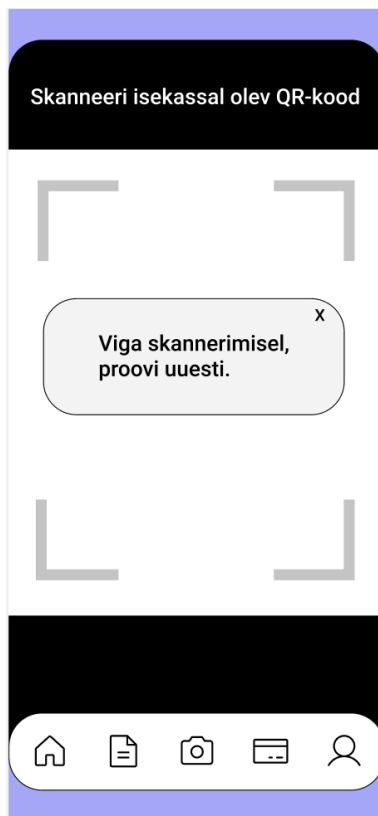 Skanneeri isekassal olev QR-kood
x
Viga skannerimisel,
proovi uuesti.